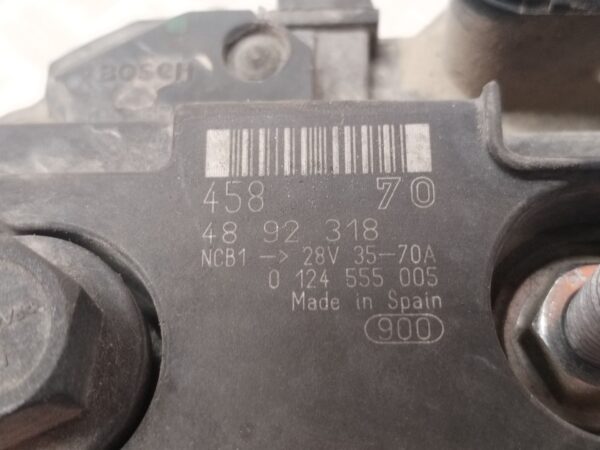 BOSCH
458 70
48 92 318
NCB1 -> 28V 35-70A
0 124 555 005
Made in Spain
900